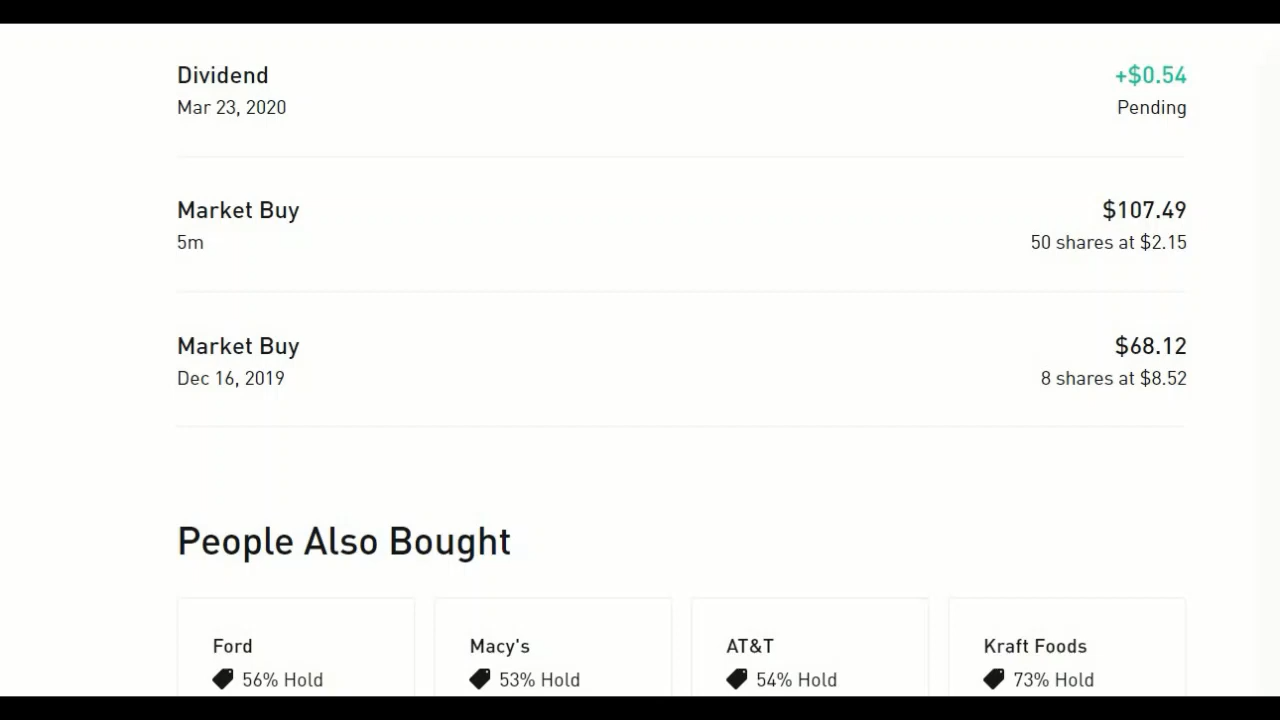 Dividend +$0.54
Mar 23, 2020 Pending
Market Buy $107.49
5m 50 shares at $2.15
Market Buy $68.12
Dec 16, 2019 8 shares at $8.52
People Also Bought
Ford Macy's AT&T Kraft Foods
56% Hold 53% Hold 54% Hold 73% Hold